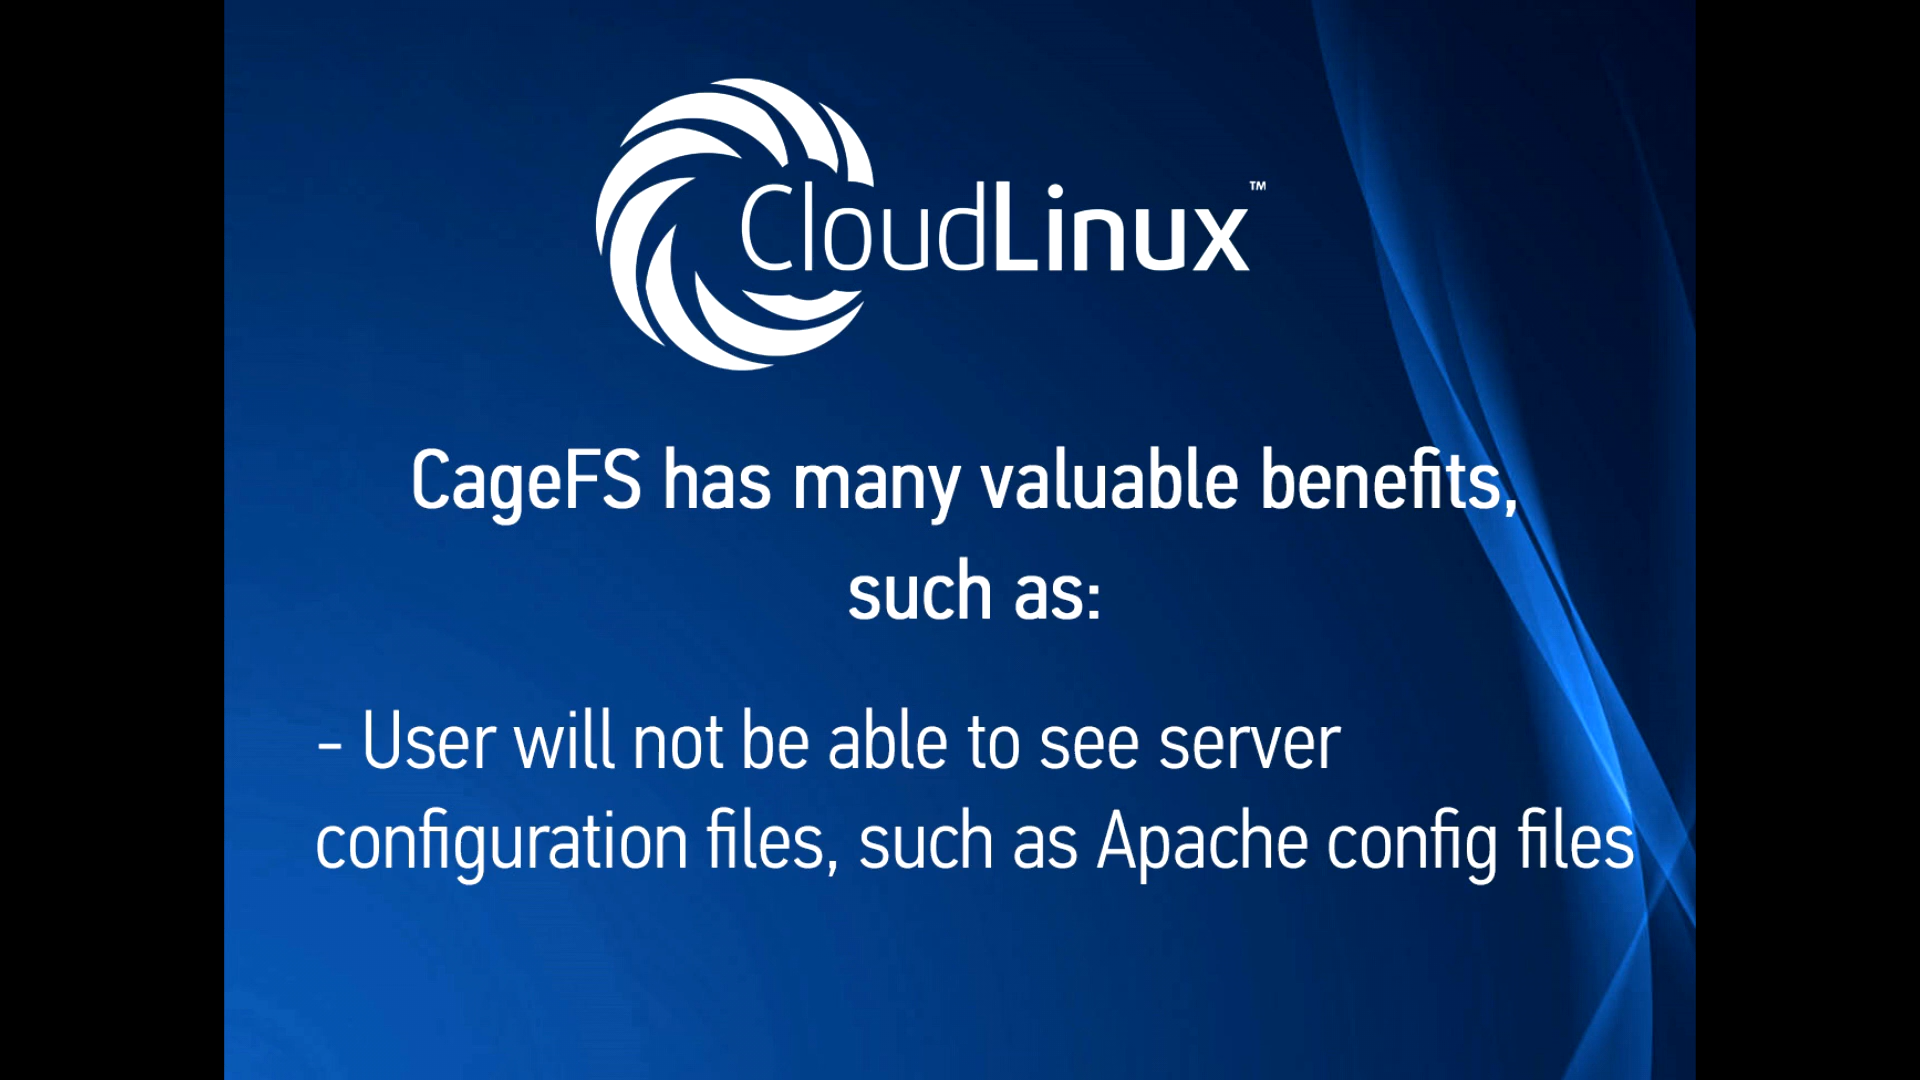 CloudLinux™
CageFS has many valuable benefits,
such as:
- User will not be able to see server
configuration files, such as Apache config files